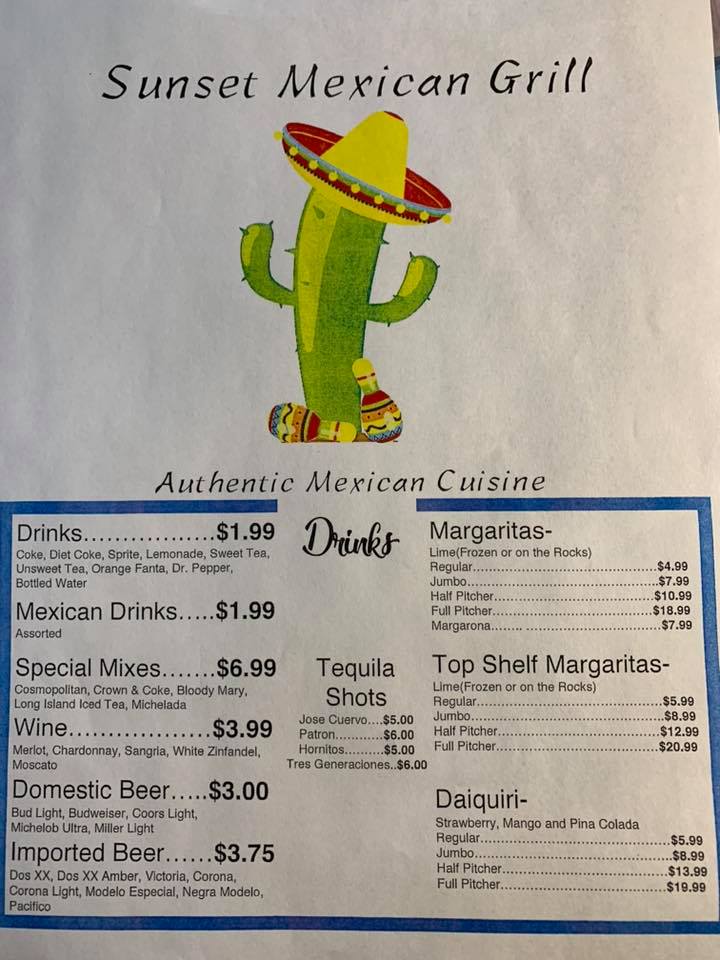 Sunset Mexican Grill
Authentic Mexican Cuisine
Drinks
Drinks..................$1.99
Coke, Diet Coke, Sprite, Lemonade, Sweet Tea,
Unsweet Tea, Orange Fanta, Dr. Pepper,
Bottled Water
Mexican Drinks.....$1.99
Assorted
Special Mixes.......$6.99
Cosmopolitan, Crown & Coke, Bloody Mary,
Long Island Iced Tea, Michelada
Wine...................$3.99
Merlot, Chardonnay, Sangria, White Zinfandel,
Moscato
Domestic Beer.....$3.00
Bud Light, Budweiser, Coors Light,
Michelob Ultra, Miller Light
Imported Beer......$3.75
Dos XX, Dos XX Amber, Victoria, Corona,
Corona Light, Modelo Especial, Negra Modelo,
Pacifico
Tequila
Shots
Jose Cuervo....$5.00
Patron...........$6.00
Hornitos.........$5.00
Tres Generaciones..$6.00
Margaritas-
Lime(Frozen or on the Rocks)
Regular....................................................$4.99
Jumbo......................................................$7.99
Half Pitcher..............................................$10.99
Full Pitcher..............................................$18.99
Margarona........ ......................................$7.99
Top Shelf Margaritas-
Lime(Frozen or on the Rocks)
Regular....................................................$5.99
Jumbo......................................................$8.99
Half Pitcher..............................................$12.99
Full Pitcher..............................................$20.99
Daiquiri-
Strawberry, Mango and Pina Colada
Regular....................................................$5.99
Jumbo......................................................$8.99
Half Pitcher..............................................$13.99
Full Pitcher..............................................$19.99